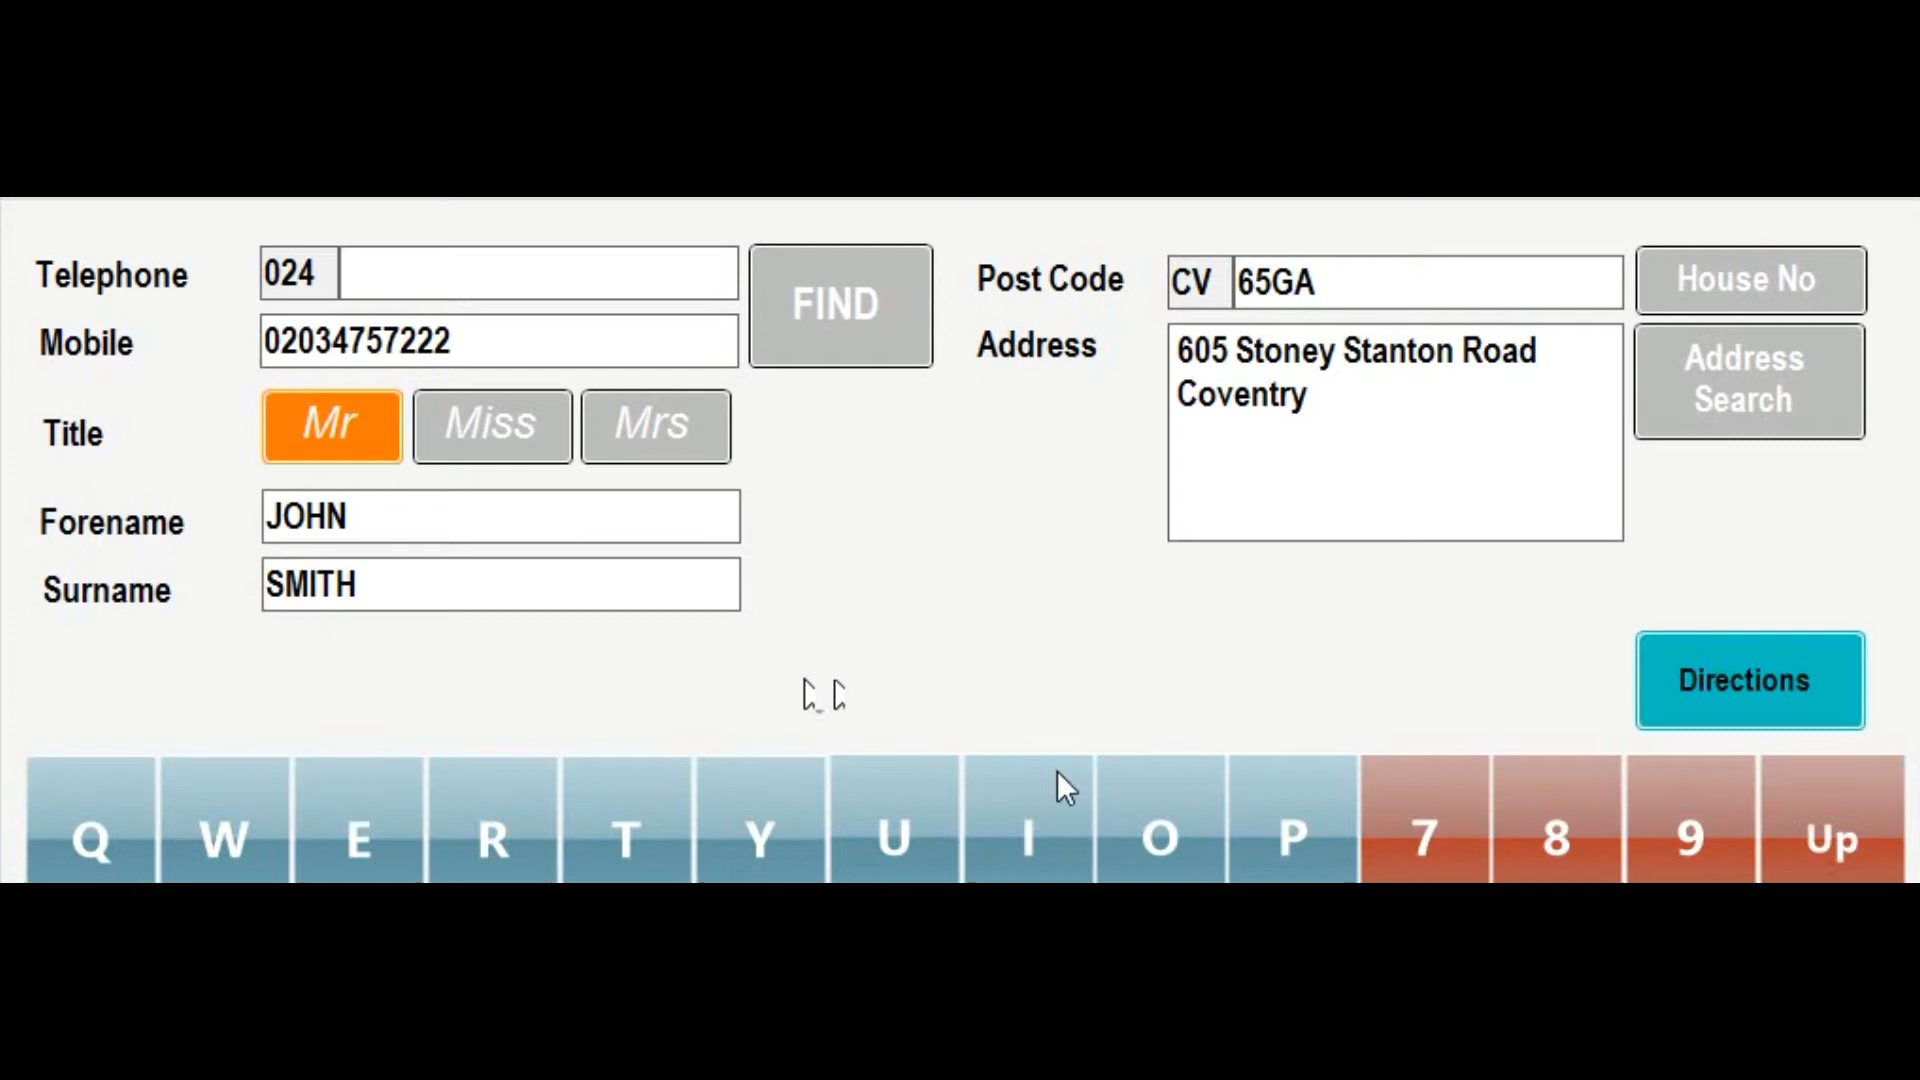 Telephone 024
FIND
Mobile 02034757222
Title Mr Miss Mrs
Forename JOHN
Surname SMITH
Post Code CV 65GA
House No
Address 605 Stoney Stanton Road
Coventry
Address
Search
Directions
Q W E R T Y U I O P 7 8 9 Up